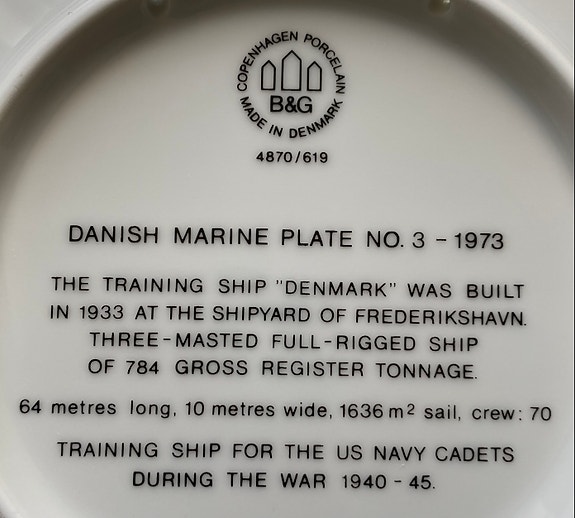 COPENHAGEN PORCELAIN
B&G
MADE IN DENMARK
4870/619
DANISH MARINE PLATE NO. 3 - 1973
THE TRAINING SHIP "DENMARK" WAS BUILT
IN 1933 AT THE SHIPYARD OF FREDERIKSHAVN.
THREE-MASTED FULL-RIGGED SHIP
OF 784 GROSS REGISTER TONNAGE.
64 metres long, 10 metres wide, 1636 m² sail, crew: 70
TRAINING SHIP FOR THE US NAVY CADETS
DURING THE WAR 1940 - 45.